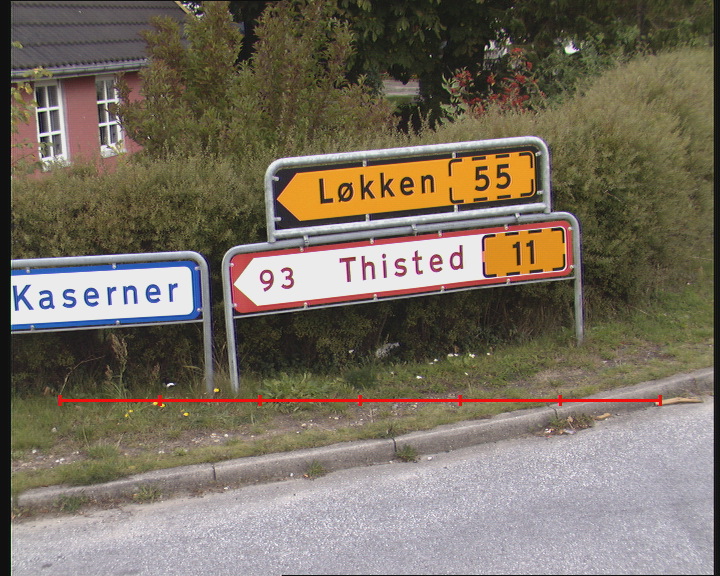 Løkken 55
93 Thisted 11
Kaserner